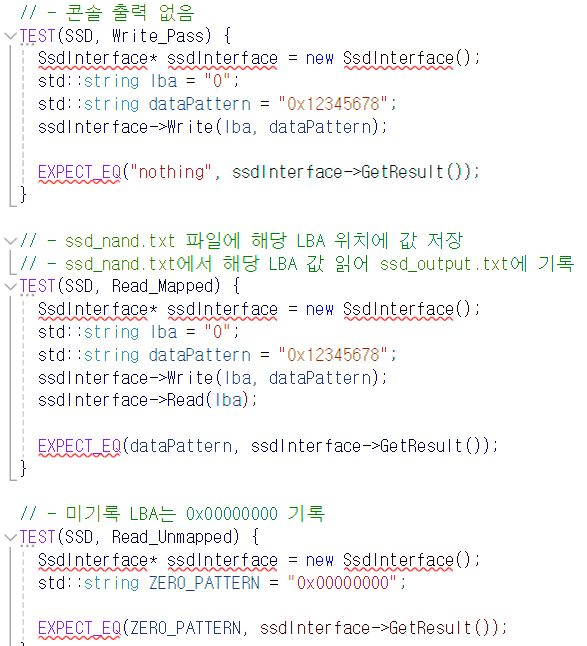 // - 콘솔 출력 없음
TEST(SSD, Write_Pass) {
SsdInterface* ssdInterface = new SsdInterface();
std::string lba = "0";
std::string dataPattern = "0x12345678";
ssdInterface->Write(lba, dataPattern);
EXPECT_EQ("nothing", ssdInterface->GetResult());
}
// - ssd_nand.txt 파일에 해당 LBA 위치에 값 저장
// - ssd_nand.txt에서 해당 LBA 값 읽어 ssd_output.txt에 기록
TEST(SSD, Read_Mapped) {
SsdInterface* ssdInterface = new SsdInterface();
std::string lba = "0";
std::string dataPattern = "0x12345678";
ssdInterface->Write(lba, dataPattern);
ssdInterface->Read(lba);
EXPECT_EQ(dataPattern, ssdInterface->GetResult());
}
// - 미기록 LBA는 0x00000000 기록
TEST(SSD, Read_Unmapped) {
SsdInterface* ssdInterface = new SsdInterface();
std::string ZERO_PATTERN = "0x00000000";
EXPECT_EQ(ZERO_PATTERN, ssdInterface->GetResult());
}